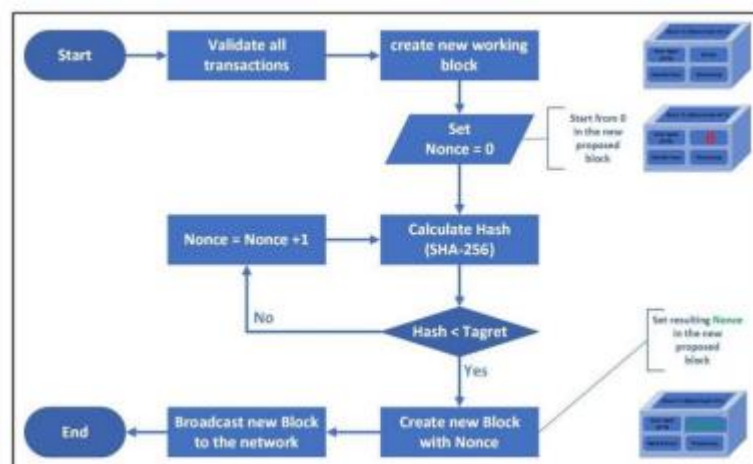 Start
Validate all
transactions
create new working
block
Set
Nonce = 0
Start from 0
in the new
proposed
block
0
Nonce = Nonce +1
Calculate Hash
(SHA-256)
No
Hash < Tagret
Yes
Set resulting Nonce
in the new
proposed
block
End
Broadcast new Block
to the network
Create new Block
with Nonce